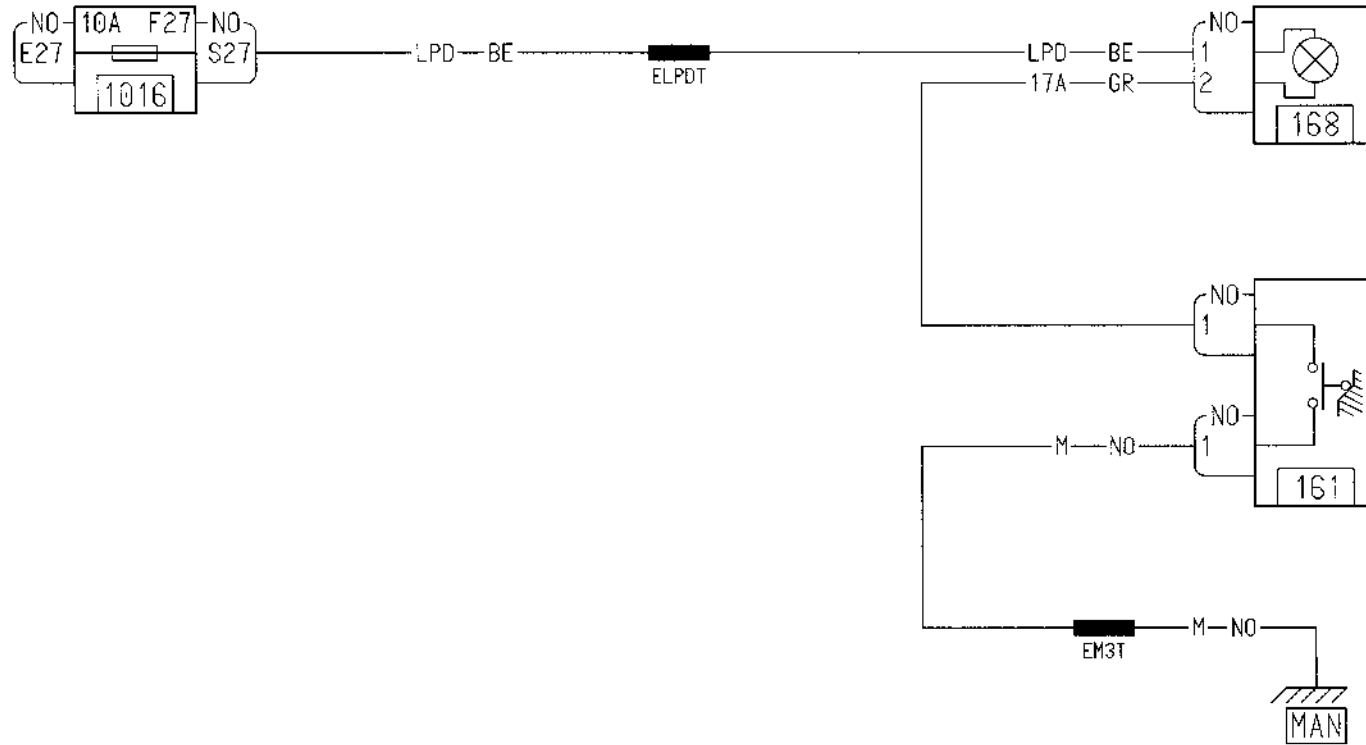 NO 10A F27 NO
NO
E27 S27 LPD BE LPD BE 1
ELPDT
17A GR 2
1016
168
NO
1
NO
M NO 1
161
M NO
EM3T
MAN